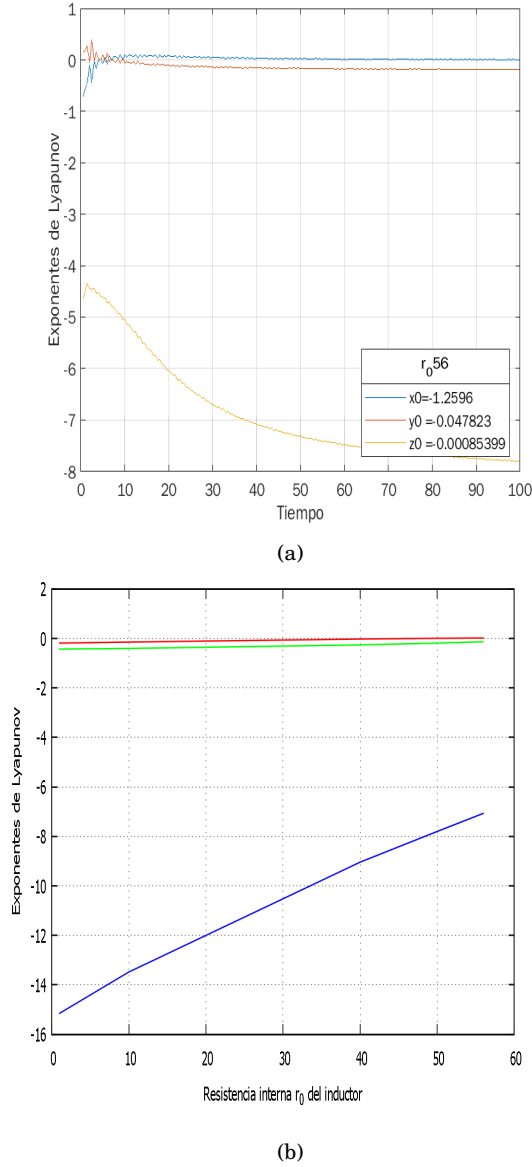 1
0
-1
-2
-3
-4
-5
-6
-7
-8
Exponentes de Lyapunov
r₀56
x0=-1.2596
y0 =-0.047823
z0 =-0.00085399
0 10 20 30 40 50 60 70 80 90 100
Tiempo
(a)
2
0
-2
-4
-6
-8
-10
-12
-14
-16
Exponentes de Lyapunov
0 10 20 30 40 50 60
Resistencia interna r₀ del inductor
(b)